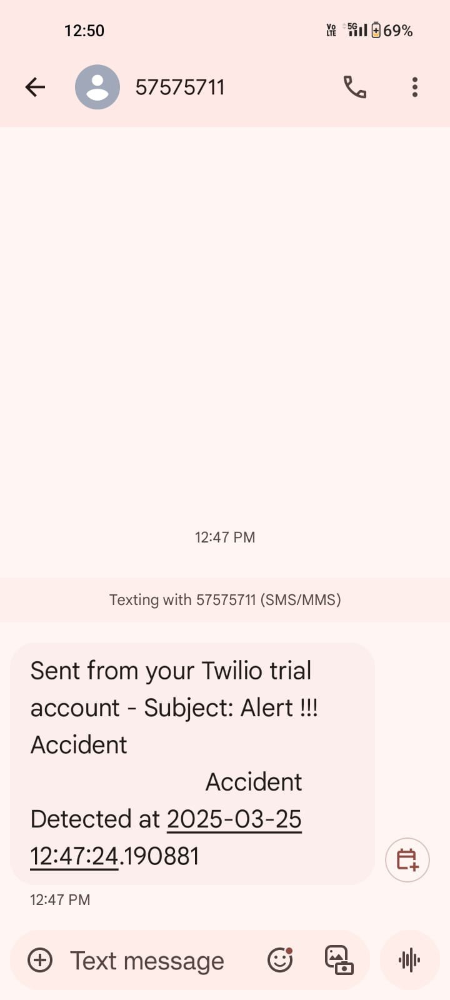 12:50
Vo LTE 5G 69%
57575711
12:47 PM
Texting with 57575711 (SMS/MMS)
Sent from your Twilio trial
account - Subject: Alert !!!
Accident
Accident
Detected at 2025-03-25
12:47:24.190881
12:47 PM
Text message